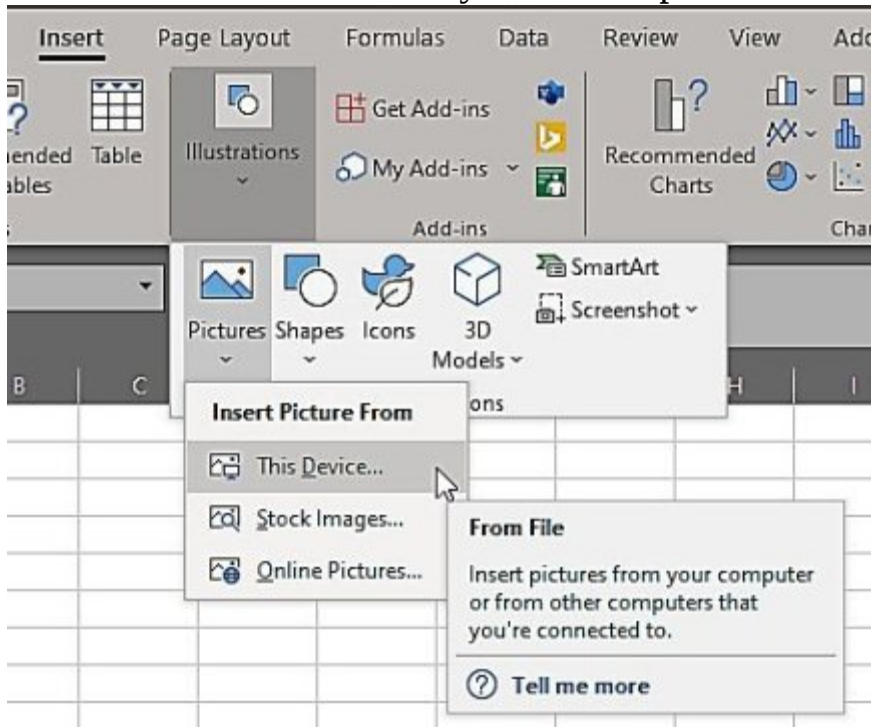 Insert Page Layout Formulas Data Review View
Get Add-ins
Table Illustrations My Add-ins Recommended
Charts
Add-ins
SmartArt
Screenshot
Pictures Shapes Icons 3D
Models
B C H I
Insert Picture From
This Device...
Stock Images...
Online Pictures...
From File
Insert pictures from your computer
or from other computers that
you're connected to.
Tell me more